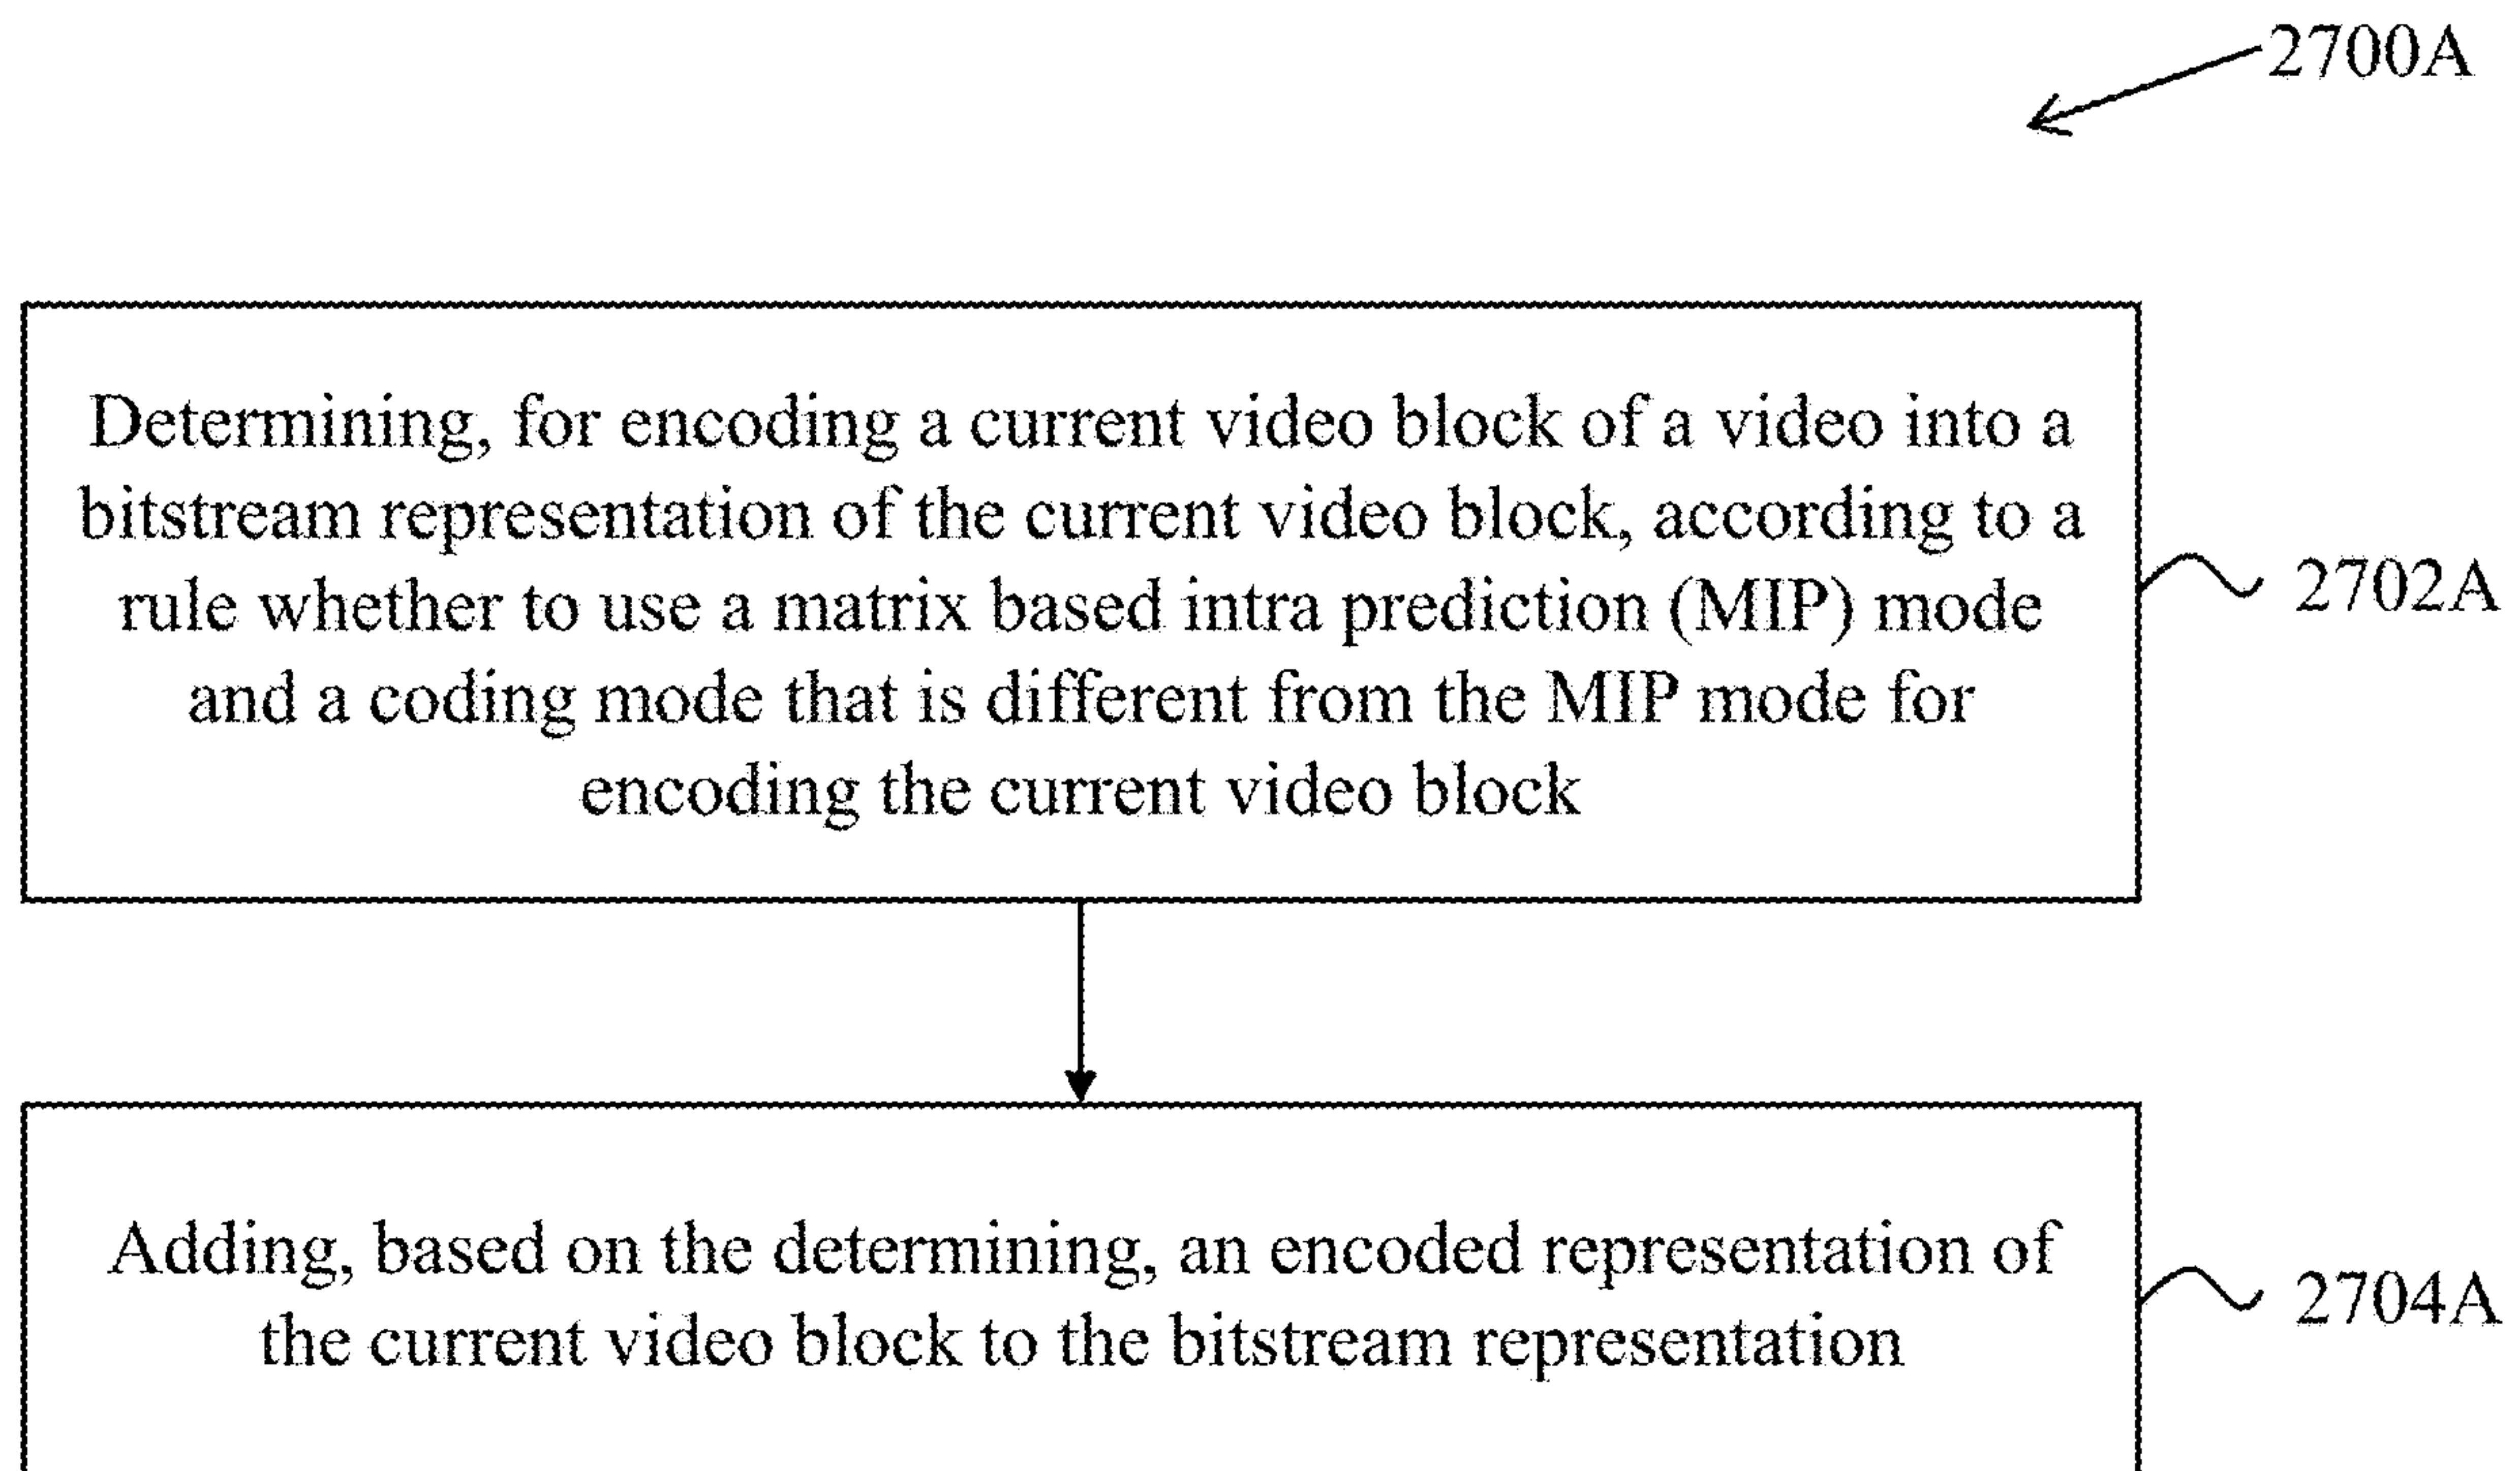 2700A
Determining, for encoding a current video block of a video into a
bitstream representation of the current video block, according to a
rule whether to use a matrix based intra prediction (MIP) mode
and a coding mode that is different from the MIP mode for
encoding the current video block
2702A
Adding, based on the determining, an encoded representation of
the current video block to the bitstream representation
2704A